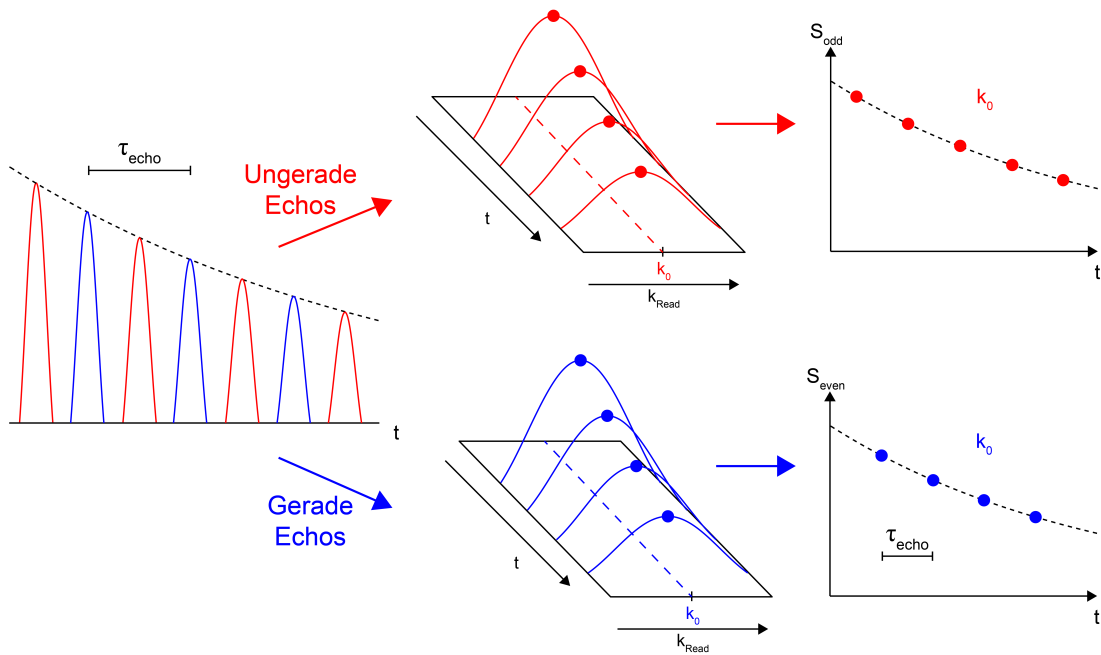 τecho
t
Ungerade
Echos
Gerade
Echos
t
k0
kRead
Sodd
k0
t
t
k0
kRead
Seven
k0
τecho
t